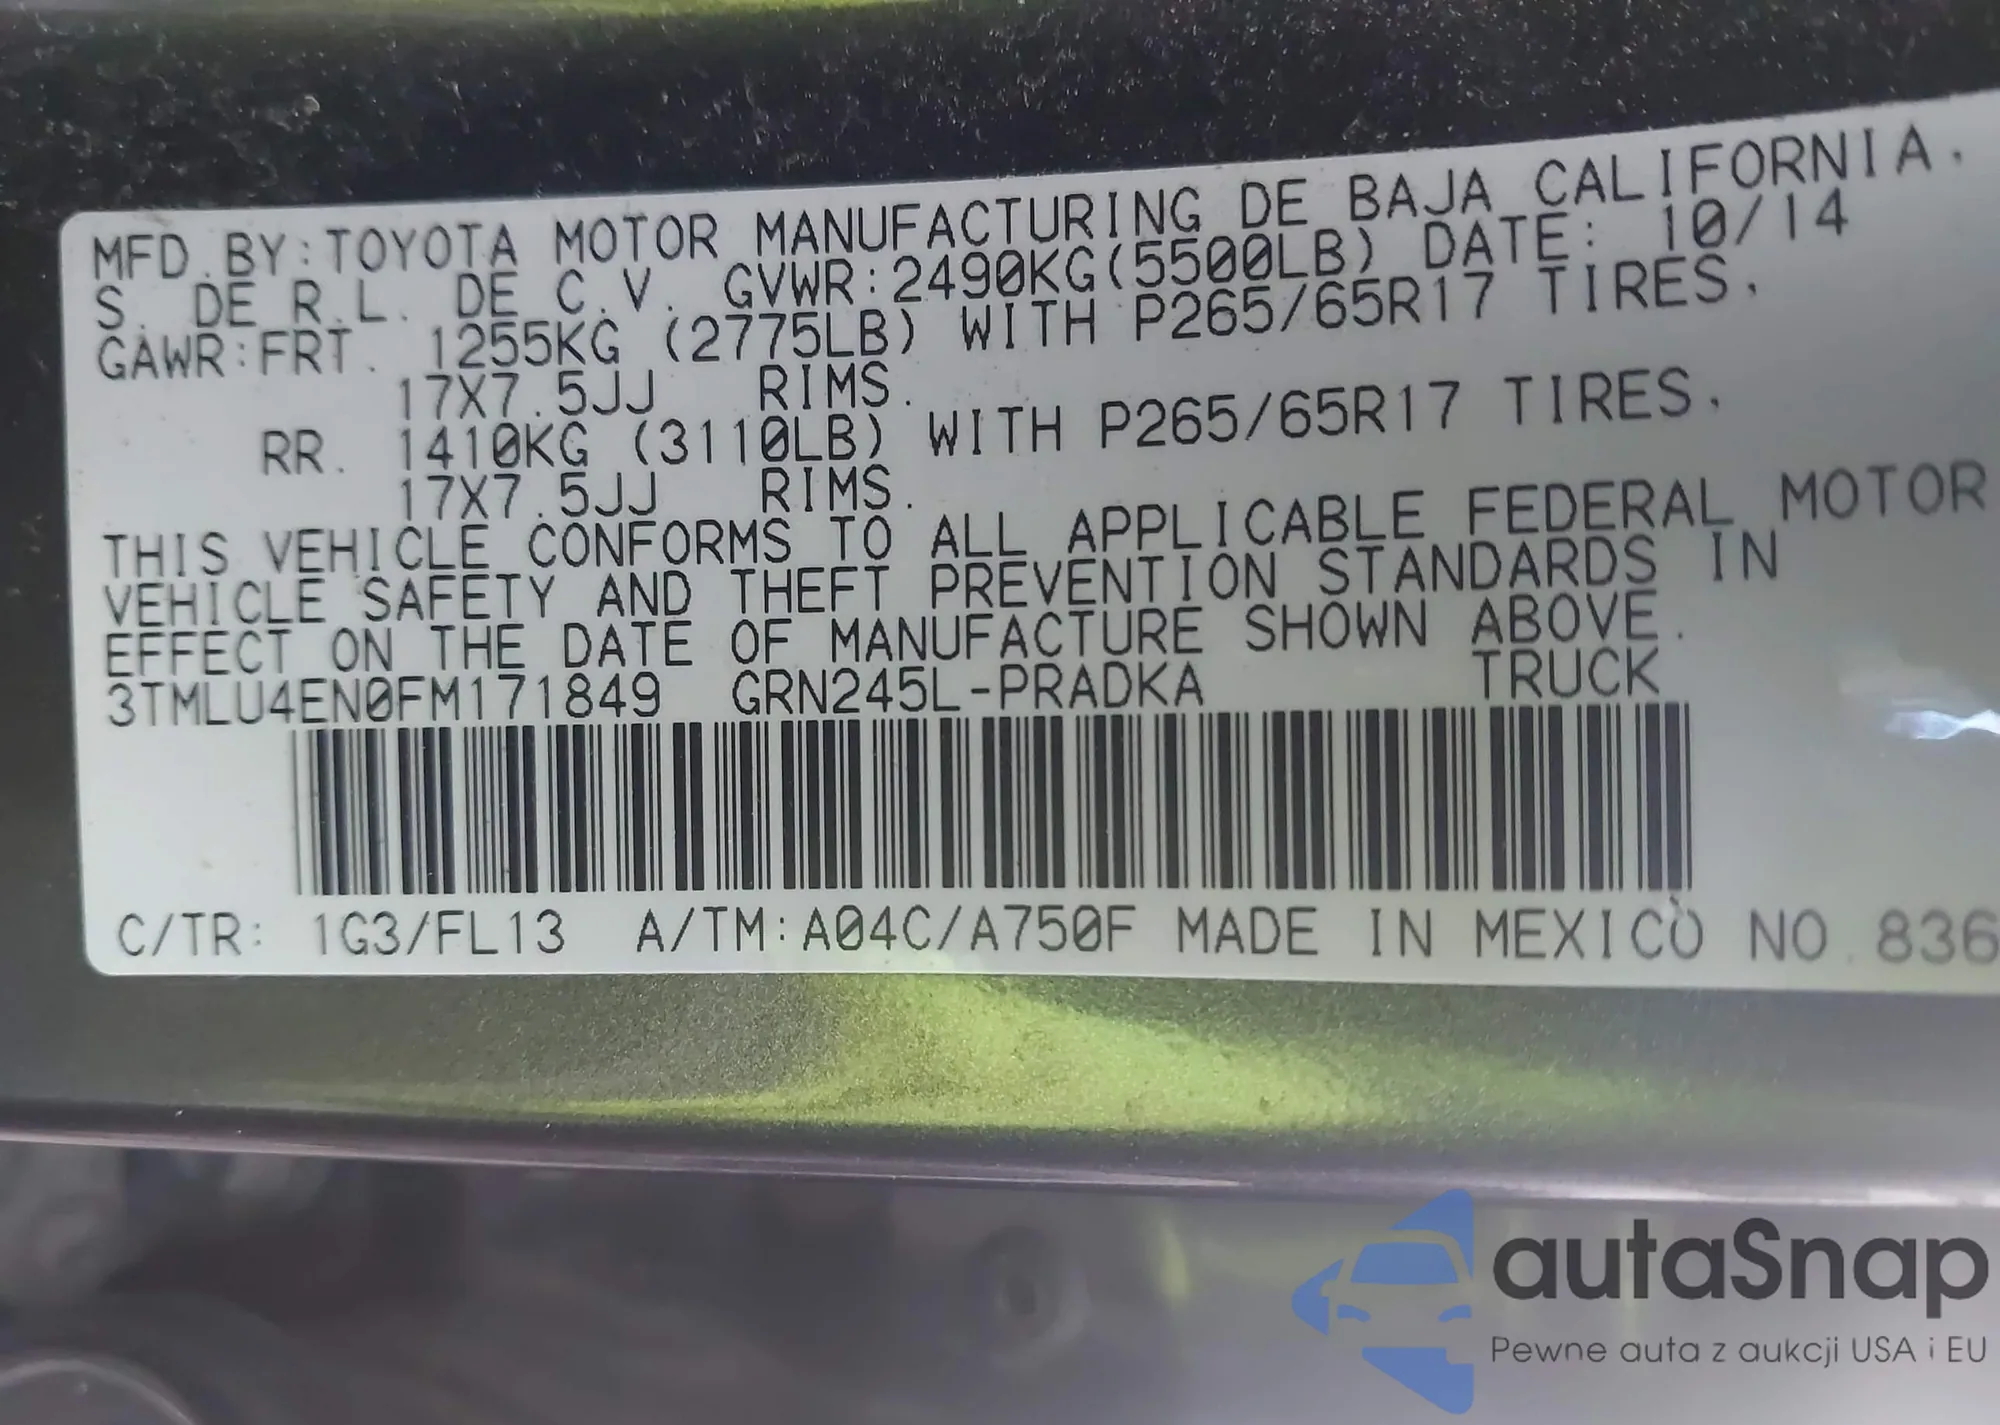 MFD.BY:TOYOTA MOTOR MANUFACTURING DE BAJA CALIFORNIA.
S. DE R.L. DE C.V. GVWR:2490KG(5500LB) DATE: 10/14
GAWR:FRT. 1255KG (2775LB) WITH P265/65R17 TIRES.
17X7.5JJ RIMS.
RR. 1410KG (3110LB) WITH P265/65R17 TIRES.
17X7.5JJ RIMS.
THIS VEHICLE CONFORMS TO ALL APPLICABLE FEDERAL MOTOR
VEHICLE SAFETY AND THEFT PREVENTION STANDARDS IN
EFFECT ON THE DATE OF MANUFACTURE SHOWN ABOVE.
3TMLU4EN0FM171849 GRN245L-PRADKA TRUCK
C/TR: 1G3/FL13 A/TM:A04C/A750F MADE IN MEXICO NO.836
autaSnap
Pewne auta z aukcji USA i EU